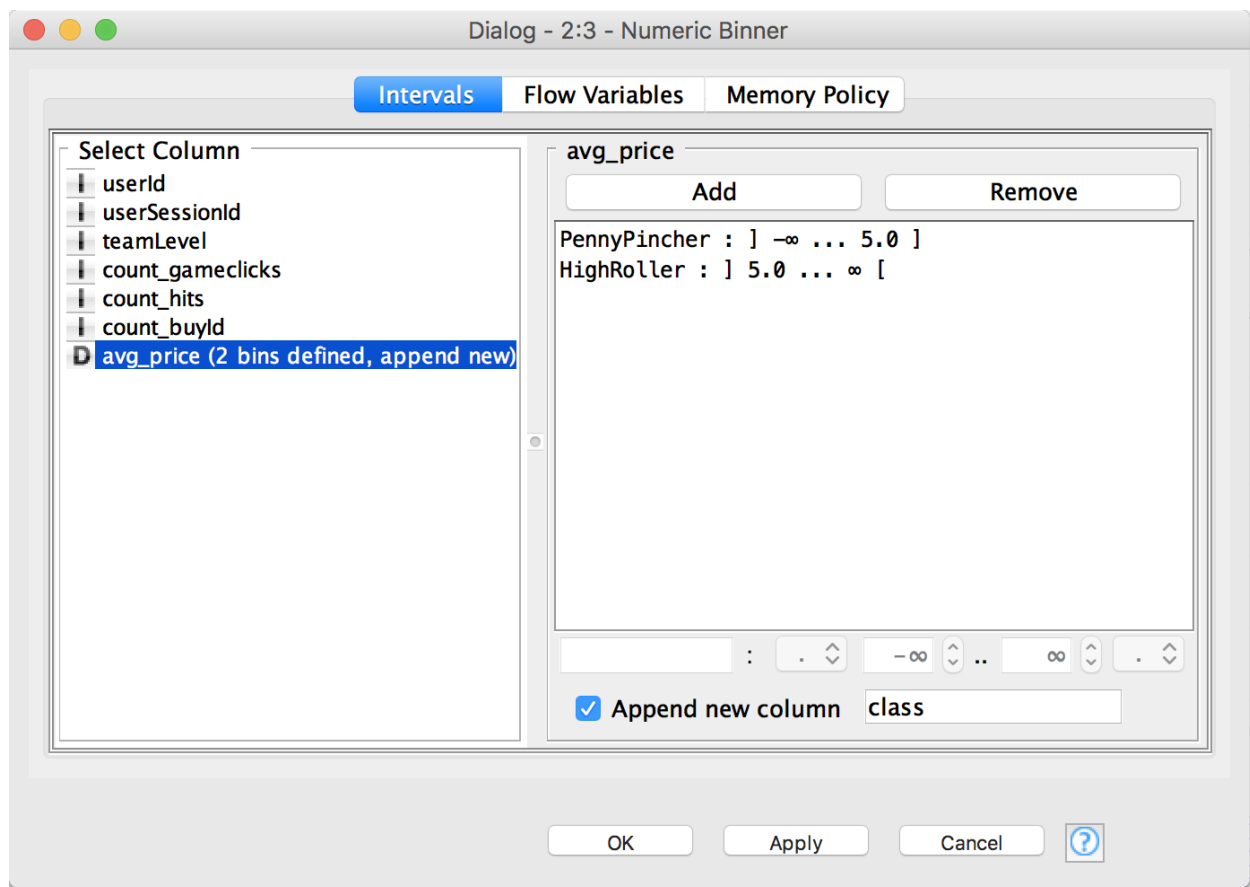 Dialog - 2:3 - Numeric Binner
Intervals
Flow Variables
Memory Policy
Select Column
I userId
I userSessionId
I teamLevel
I count_gameclicks
I count_hits
I count_buyId
D avg_price (2 bins defined, append new)
avg_price
Add
Remove
PennyPincher : ] -∞ ... 5.0 ]
HighRoller : ] 5.0 ... ∞ [
: . -∞ .. ∞ .
Append new column class
OK
Apply
Cancel
?